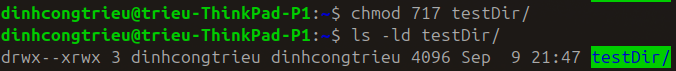 dinhcongtrieu@trieu-ThinkPad-P1:~$ chmod 717 testDir/
dinhcongtrieu@trieu-ThinkPad-P1:~$ ls -ld testDir/
drwx--xrwx 3 dinhcongtrieu dinhcongtrieu 4096 Sep  9 21:47 testDir/